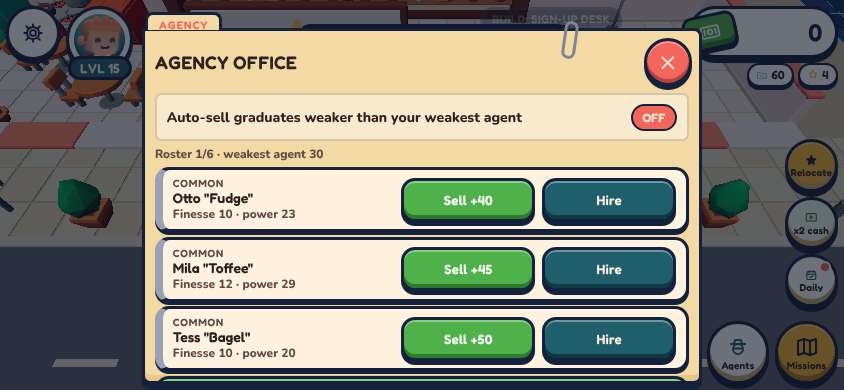 AGENCY
BUILD: SIGN-UP DESK
AGENCY OFFICE
0
LVL 15
60
4
Auto-sell graduates weaker than your weakest agent
OFF
Roster 1/6 · weakest agent 30
COMMON
Otto "Fudge"
Finesse 10 · power 23
Sell +40
Hire
Relocate
COMMON
Mila "Toffee"
Finesse 12 · power 29
Sell +45
Hire
x2 cash
Daily
COMMON
Tess "Bagel"
Finesse 10 · power 20
Sell +50
Hire
Agents
Missions